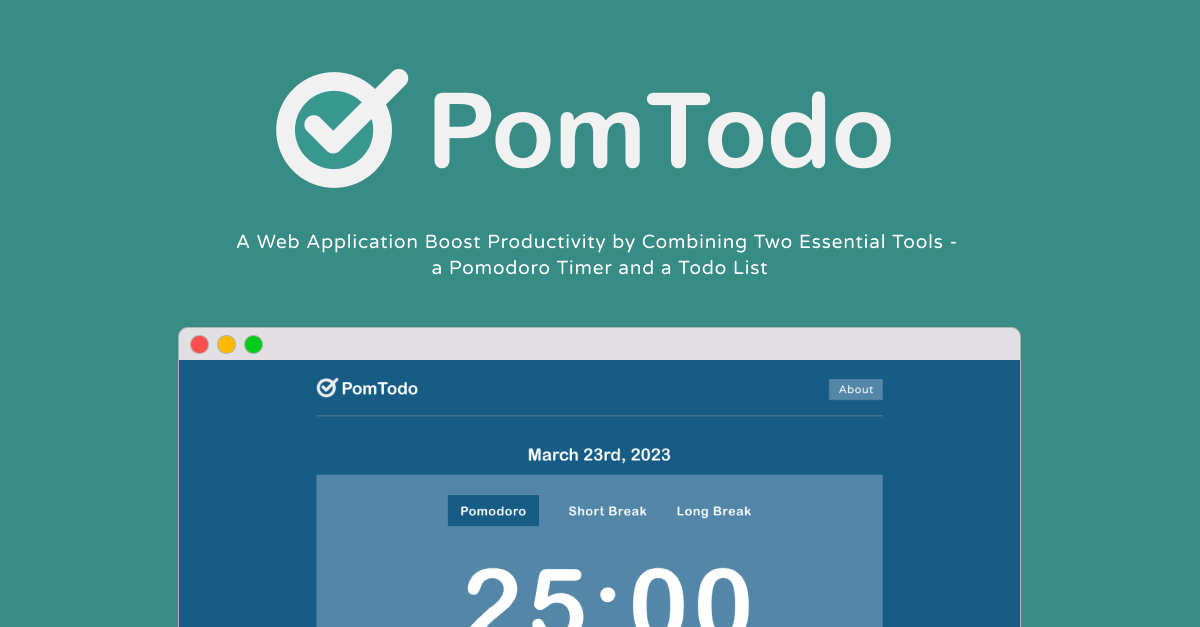 PomTodo
A Web Application Boost Productivity by Combining Two Essential Tools -
a Pomodoro Timer and a Todo List
PomTodo
About
March 23rd, 2023
Pomodoro Short Break Long Break
25:00